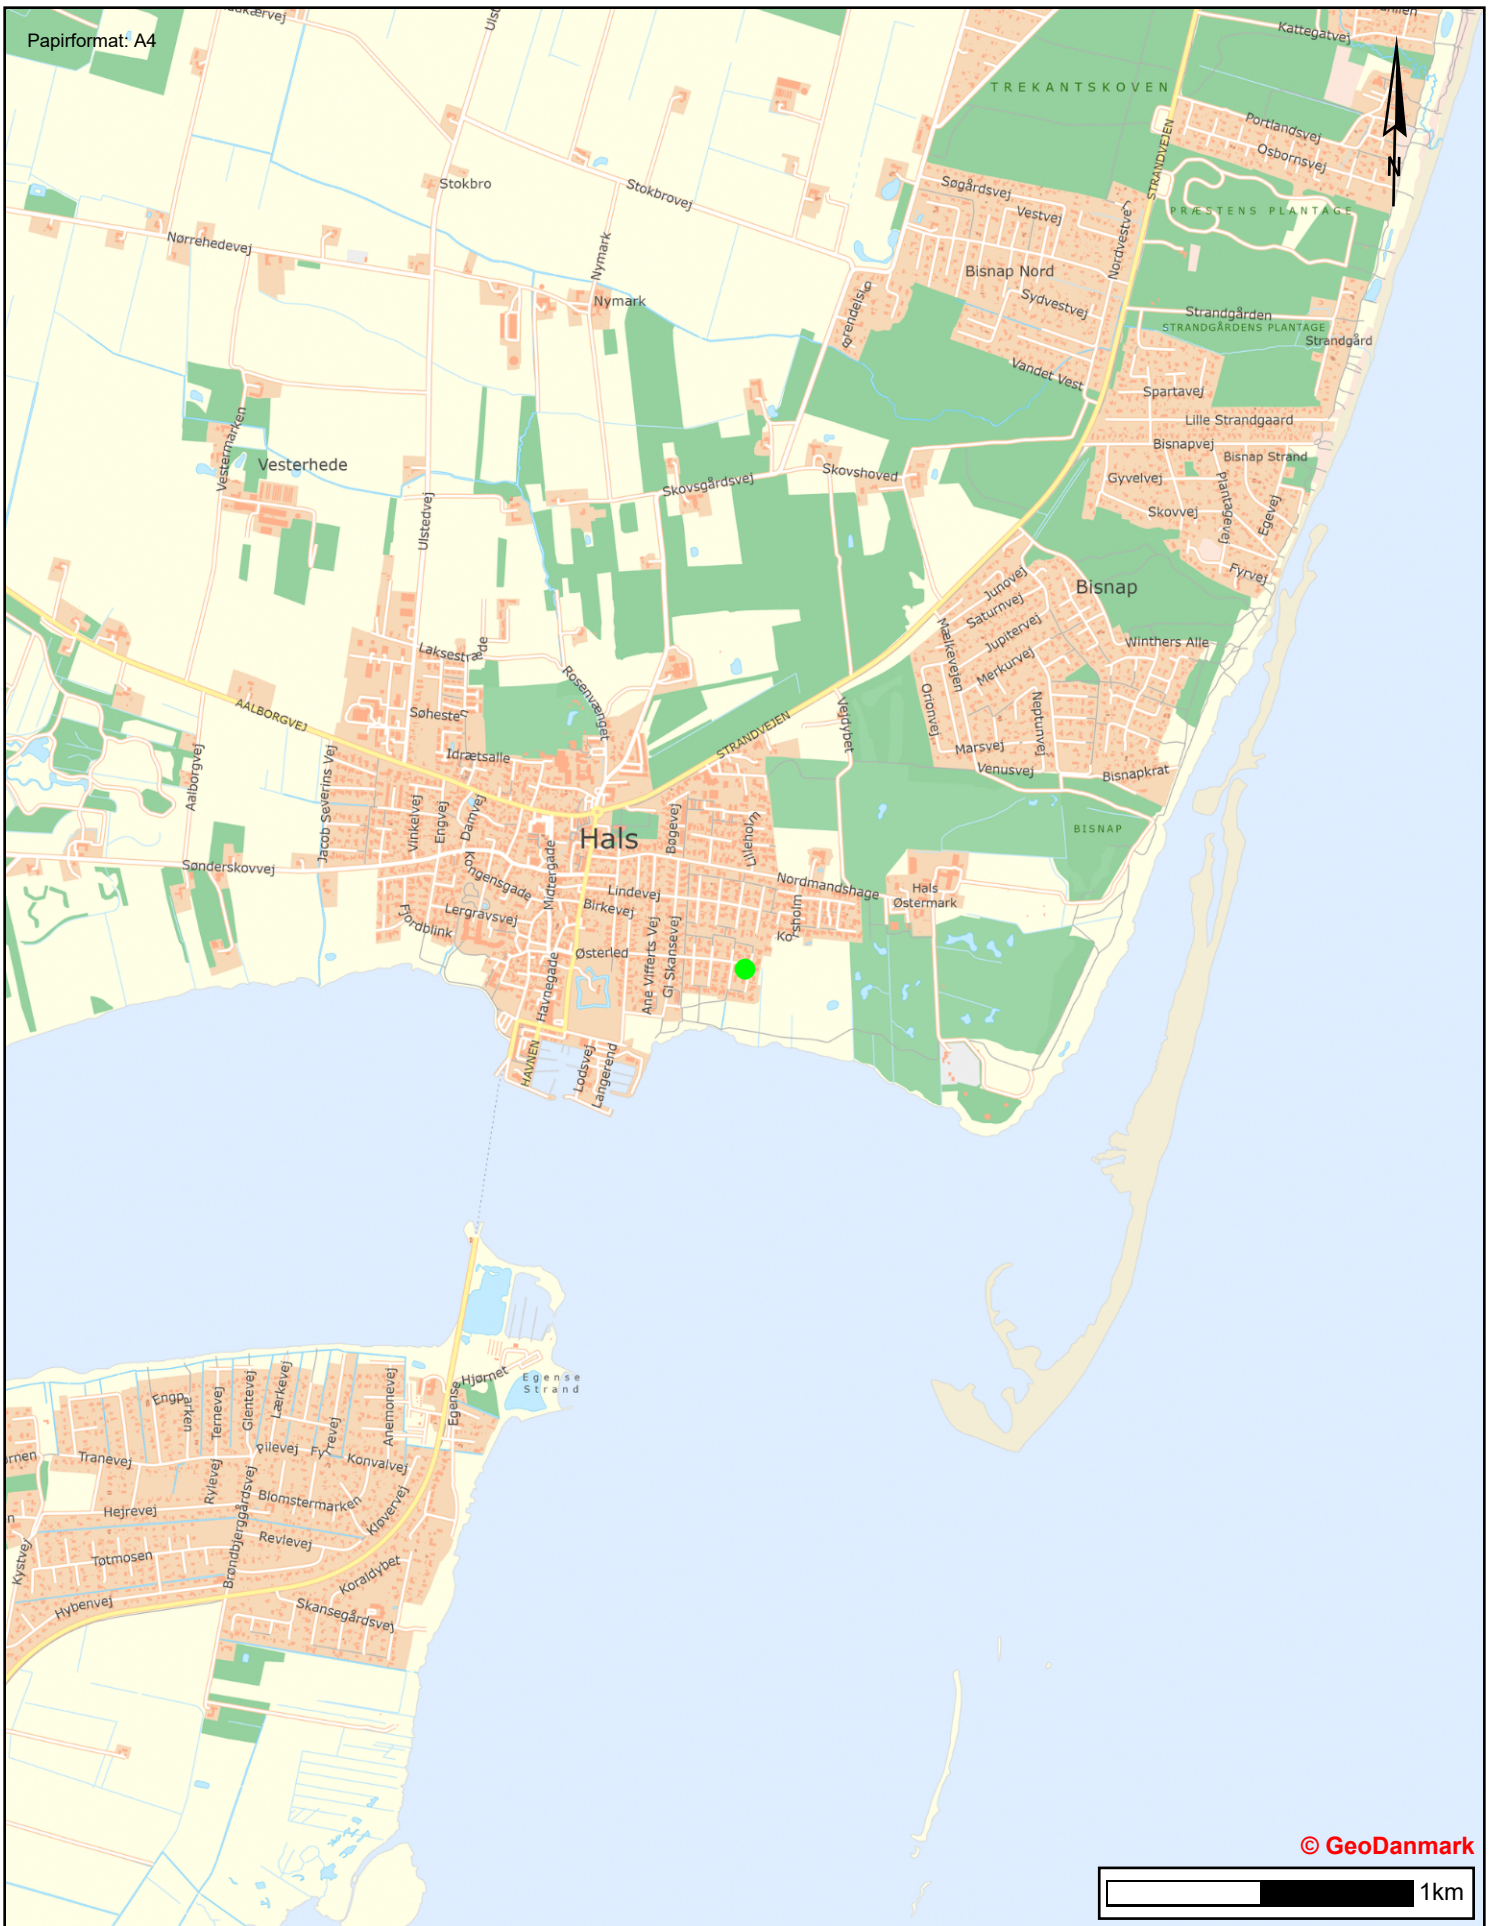 Papirformat: A4
Kattegatvej
TREKANTSKOVEN
Portlandsvej
Osbornsvej
N
STRANDVEJEN
Stokbro
Stokbrovej
Søgårdsvej
Vestvej
PRÆSTENS PLANTAGE
Nørrehedevej
Nymark
Nordvestvej
Bisnap Nord
Nymark
Sydvestvej
Brendelsig
Strandgården
STRANDGÅRDENS PLANTAGE
Strandgård
Vandet Vest
Spartavej
Vestermarken
Lille Strandgaard
Bisnapvej
Bisnap Strand
Vesterhede
Skovshoved
Skovsgårdsvej
Gyvelvej
Plantagevej
Egevej
Ulstedvej
Skovvej
Fyrvej
Junovej
Bisnap
Saturnvej
Jupitervej
Winthers Alle
Mælkevejen
Merkurvej
Laksestræde
Rosenvænget
Orionvej
Neptunvej
AALBORGVEJ
Søhesten
STRANDVEJEN
Vejdybet
Marsvej
Idrætsalle
Venusvej
Bisnapkrat
Aalborgvej
Jacob Severins Vej
Vinkelvej
Engvej
Damvej
Bøgevej
Lilleholm
BISNAP
Hals
Sønderskovvej
Kongensgade
Midtergade
Nordmandshage
Hals
Østermark
Lindevej
Birkevej
Korsholm
Fjordblink
Lergravsvej
Ane Vifferts Vej
Gl Skansevej
Østerled
Havnegade
HAVNEN
Lodsvej
Langerend
Hjørnet
Egense
Strand
Egense
Engparken
Ternevej
Glentevej
Lærkevej
Anemonevej
Tranevej
Pilevej
Fyrrevej
Konvalvej
Rylevej
Hejrevej
Blomstermarken
Kløvervej
Brøndbjerggårdsvej
Revlevej
Kystvej
Tøtmosen
Koraldybet
Hybenvej
Skansegårdsvej
© GeoDanmark
1km